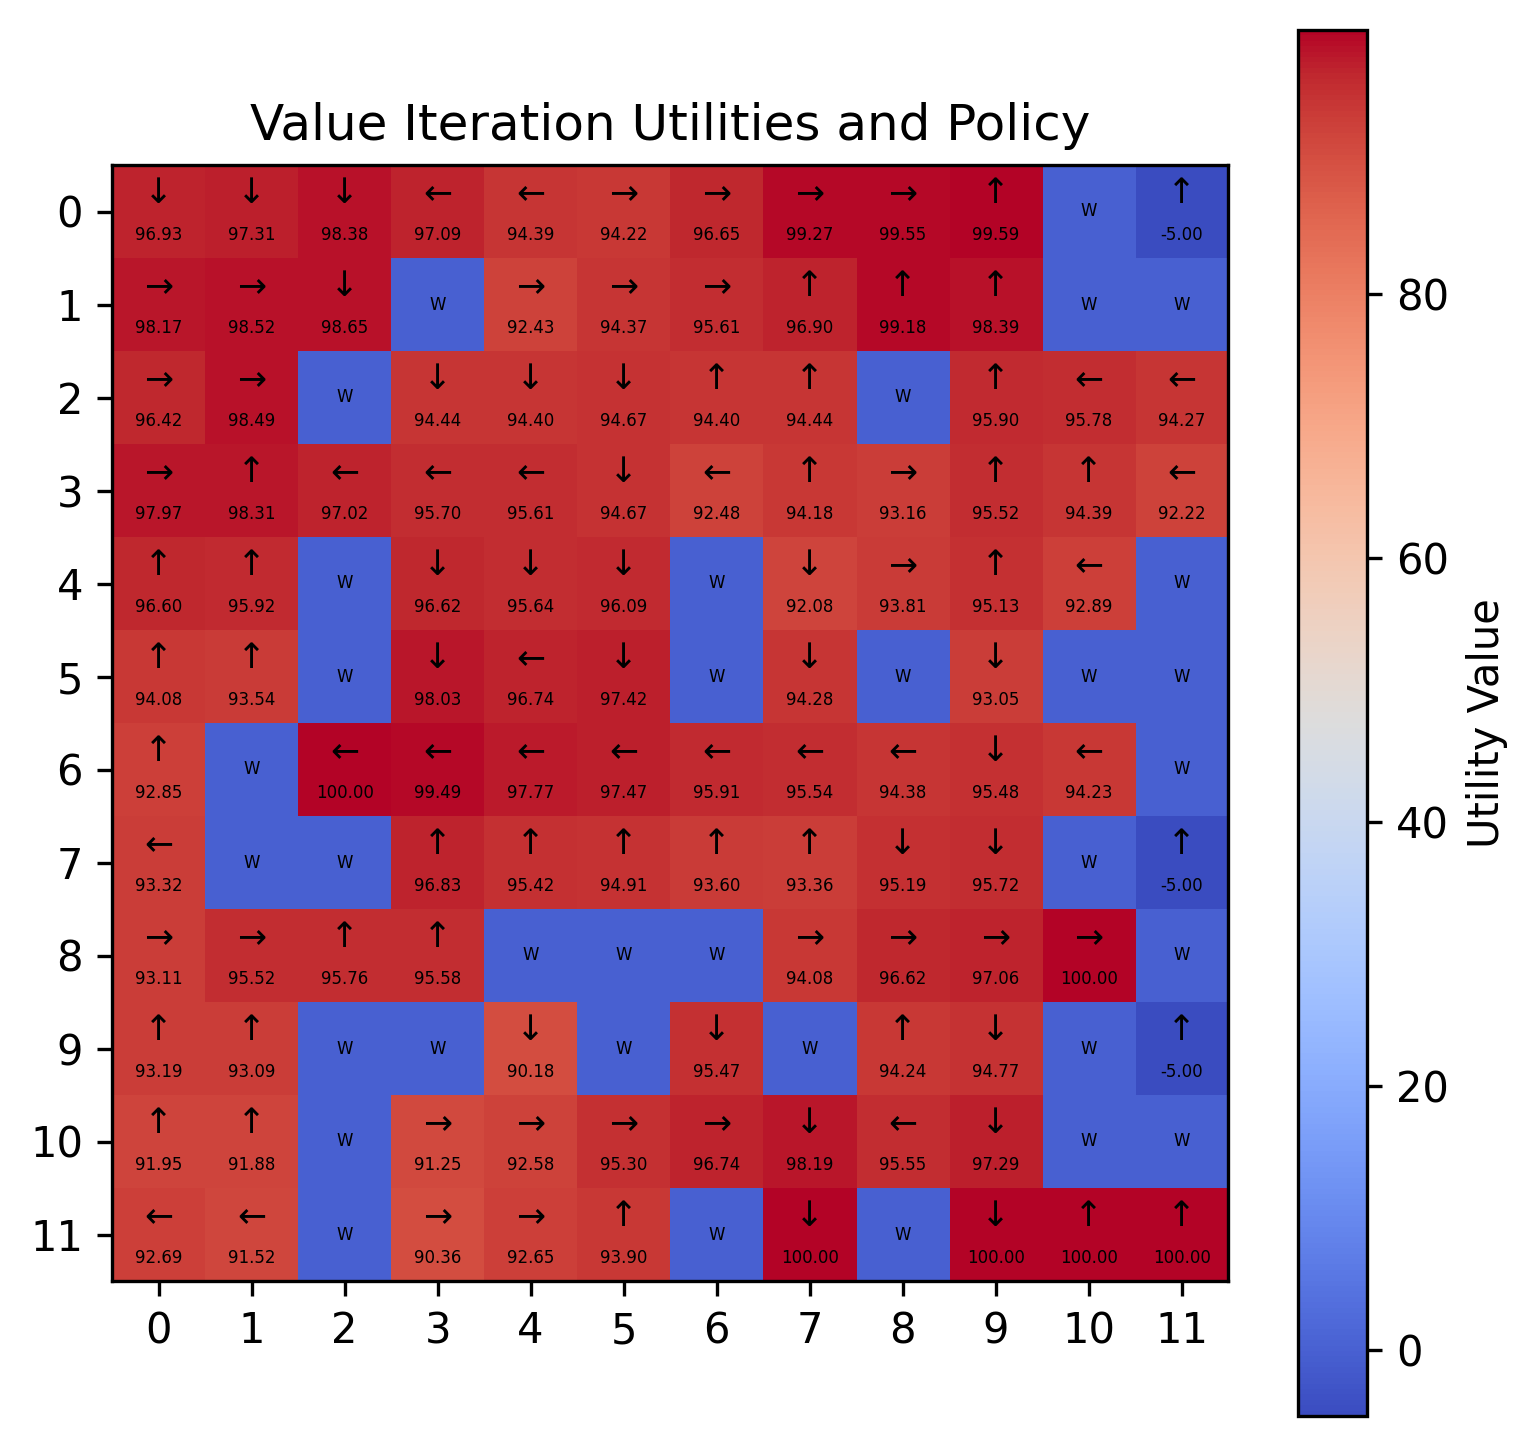 Value Iteration Utilities and Policy
0 ↓ ↓ ↓ ← ← → → → → ↑ W ↑
96.93 97.31 98.38 97.09 94.39 94.22 96.65 99.27 99.55 99.59 -5.00
1 → → ↓ W → → → ↑ ↑ ↑ W W
98.17 98.52 98.65 92.43 94.37 95.61 96.90 99.18 98.39
2 → → W ↓ ↓ ↓ ↑ ↑ W ↑ ← ←
96.42 98.49 94.44 94.40 94.67 94.40 94.44 95.90 95.78 94.27
3 → ↑ ← ← ← ↓ ← ↑ → ↑ ↑ ←
97.97 98.31 97.02 95.70 95.61 94.67 92.48 94.18 93.16 95.52 94.39 92.22
4 ↑ ↑ W ↓ ↓ ↓ W ↓ → ↑ ← W
96.60 95.92 96.62 95.64 96.09 92.08 93.81 95.13 92.89
5 ↑ ↑ W ↓ ← ↓ W ↓ W ↓ W W
94.08 93.54 98.03 96.74 97.42 94.28 93.05
6 ↑ W ← ← ← ← ← ← ← ↓ ← W
92.85 100.00 99.49 97.77 97.47 95.91 95.54 94.38 95.48 94.23
7 ← W W ↑ ↑ ↑ ↑ ↑ ↓ ↓ W ↑
93.32 96.83 95.42 94.91 93.60 93.36 95.19 95.72 -5.00
8 → → ↑ ↑ W W W → → → → W
93.11 95.52 95.76 95.58 94.08 96.62 97.06 100.00
9 ↑ ↑ W W ↓ W ↓ W ↑ ↓ W ↑
93.19 93.09 90.18 95.47 94.24 94.77 -5.00
10 ↑ ↑ W → → → → ↓ ← ↓ W W
91.95 91.88 91.25 92.58 95.30 96.74 98.19 95.55 97.29
11 ← ← W → → ↑ W ↓ W ↓ ↑ ↑
92.69 91.52 90.36 92.65 93.90 100.00 100.00 100.00 100.00
0 1 2 3 4 5 6 7 8 9 10 11
80
60
40
20
0
Utility Value